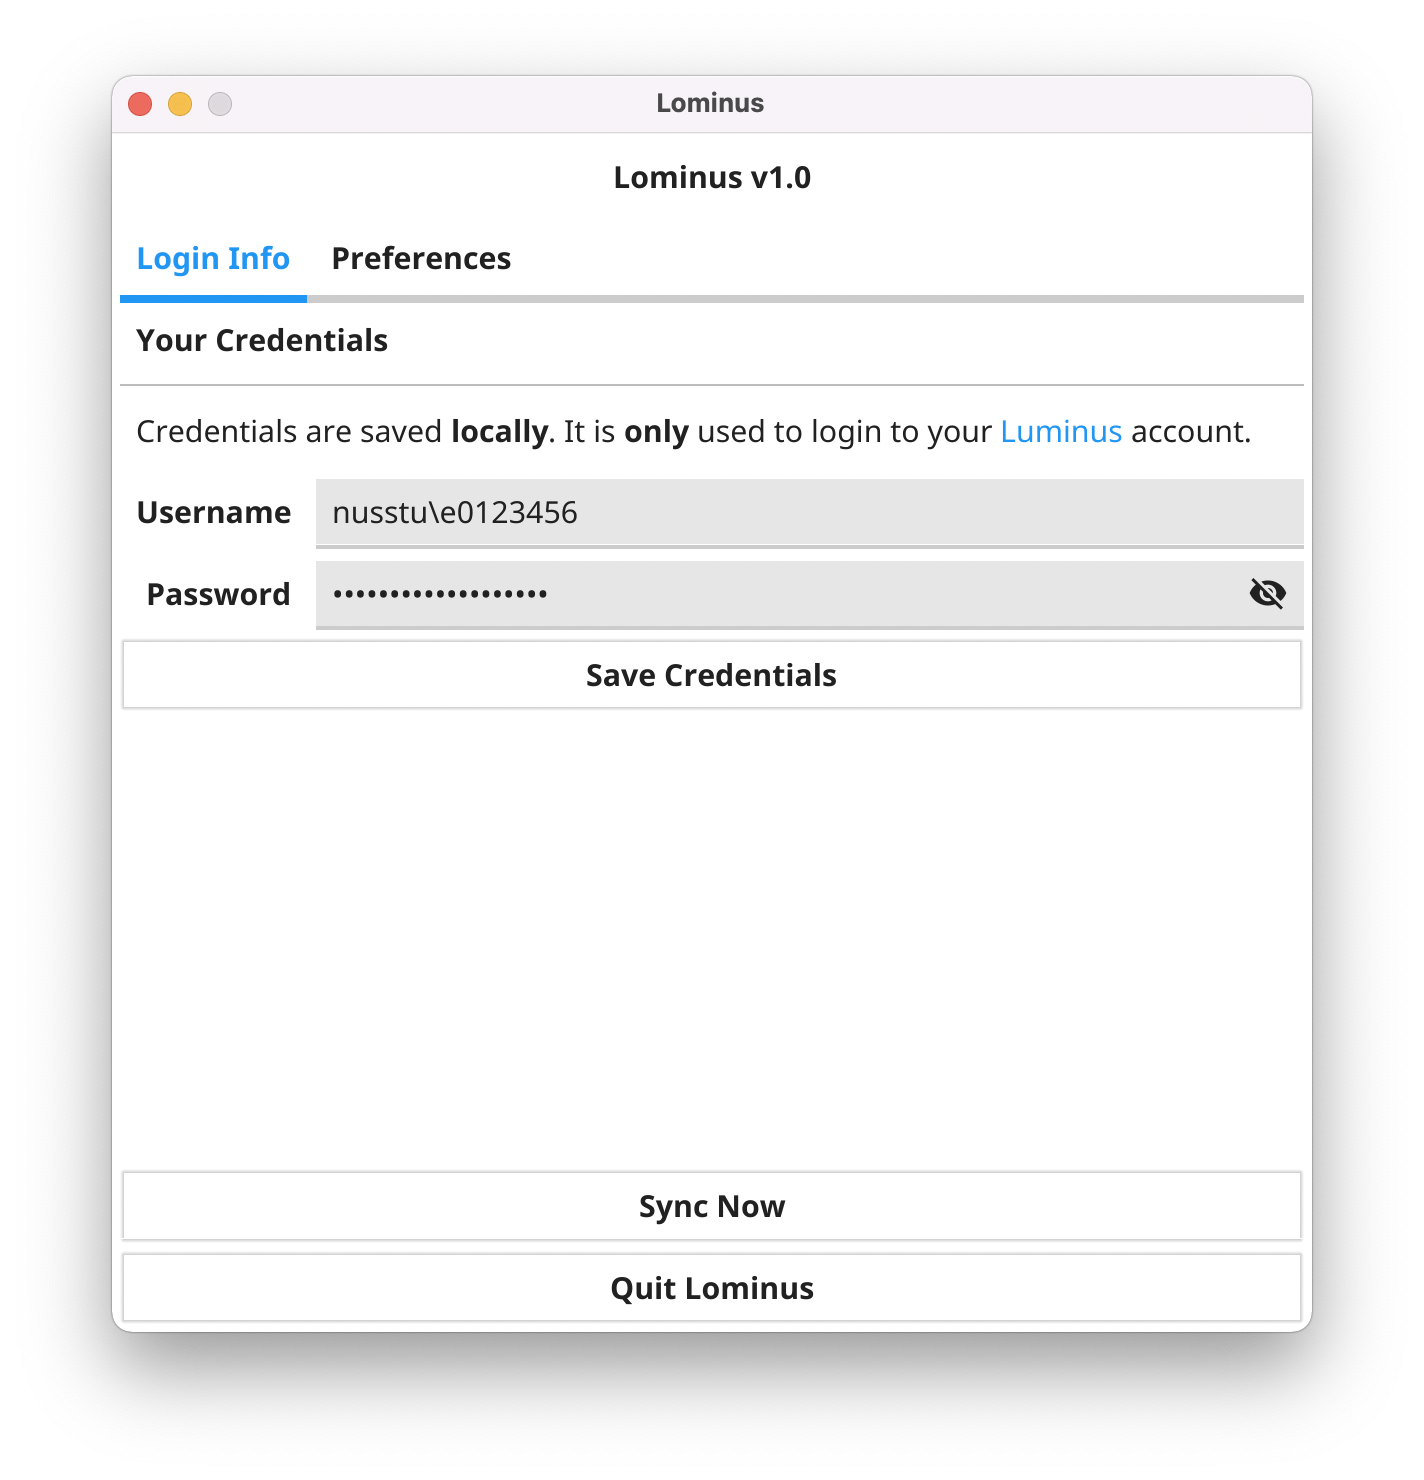 Lominus
Lominus v1.0
Login Info Preferences
Your Credentials
Credentials are saved locally. It is only used to login to your Luminus account.
Username nusstu\e0123456
Password •••••••••••••••••••
Save Credentials
Sync Now
Quit Lominus